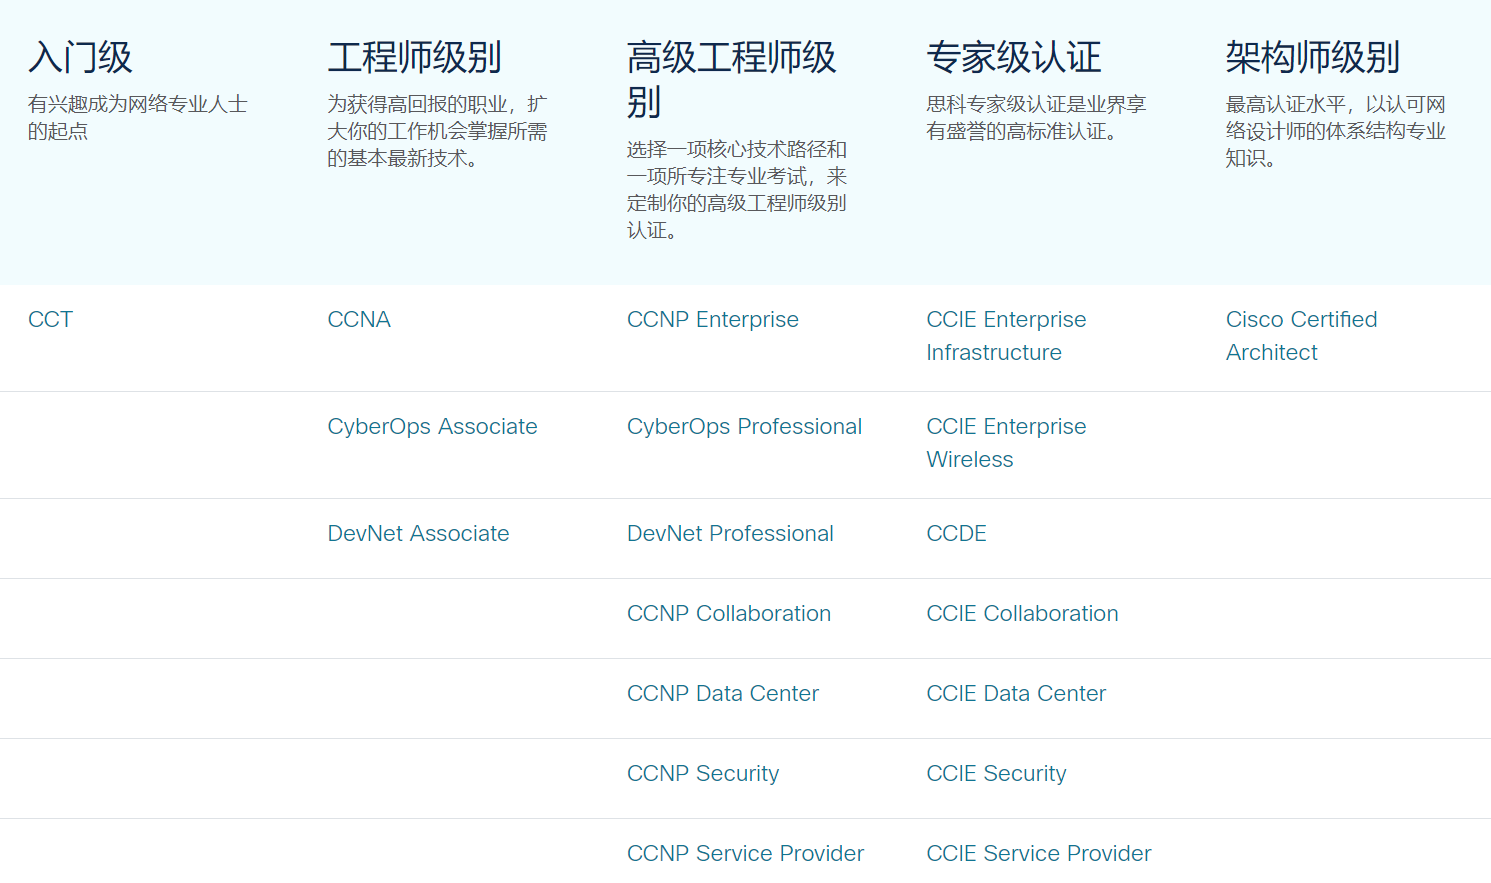 入门级
有兴趣成为网络专业人士
的起点
工程师级别
为获得高回报的职业，扩
大你的工作机会掌握所需
的基本最新技术。
高级工程师级
别
选择一项核心技术路径和
一项所专注专业考试，来
定制你的高级工程师级别
认证。
专家级认证
思科专家级认证是业界享
有盛誉的高标准认证。
架构师级别
最高认证水平，以认可网
络设计师的体系结构专业
知识。
CCT
CCNA
CCNP Enterprise
CCIE Enterprise
Infrastructure
Cisco Certified
Architect
CyberOps Associate
CyberOps Professional
CCIE Enterprise
Wireless
DevNet Associate
DevNet Professional
CCDE
CCNP Collaboration
CCIE Collaboration
CCNP Data Center
CCIE Data Center
CCNP Security
CCIE Security
CCNP Service Provider
CCIE Service Provider